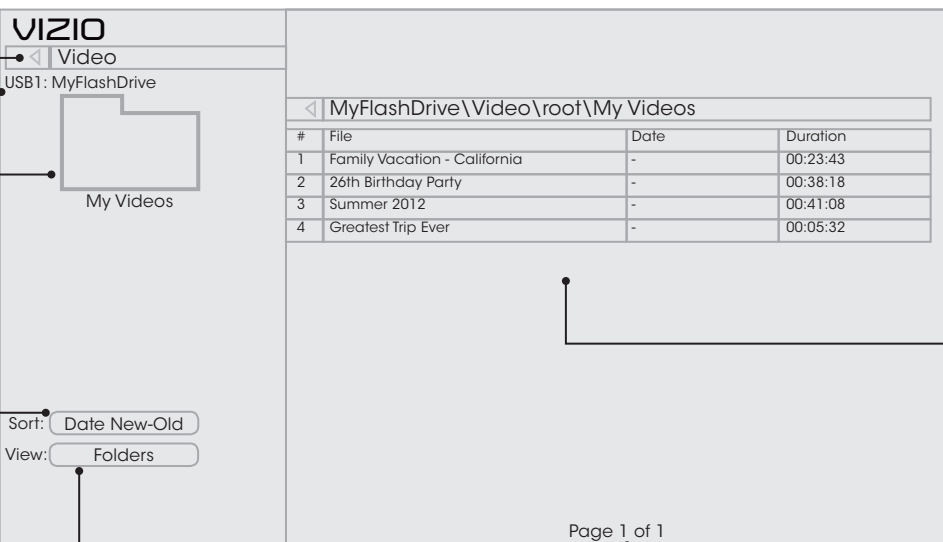 VIZIO
Video
USB1: MyFlashDrive
My Videos
Sort: Date New-Old
View: Folders
MyFlashDrive\Video\root\My Videos
# File Date Duration
1 Family Vacation - California - 00:23:43
2 26th Birthday Party - 00:38:18
3 Summer 2012 - 00:41:08
4 Greatest Trip Ever - 00:05:32
Page 1 of 1